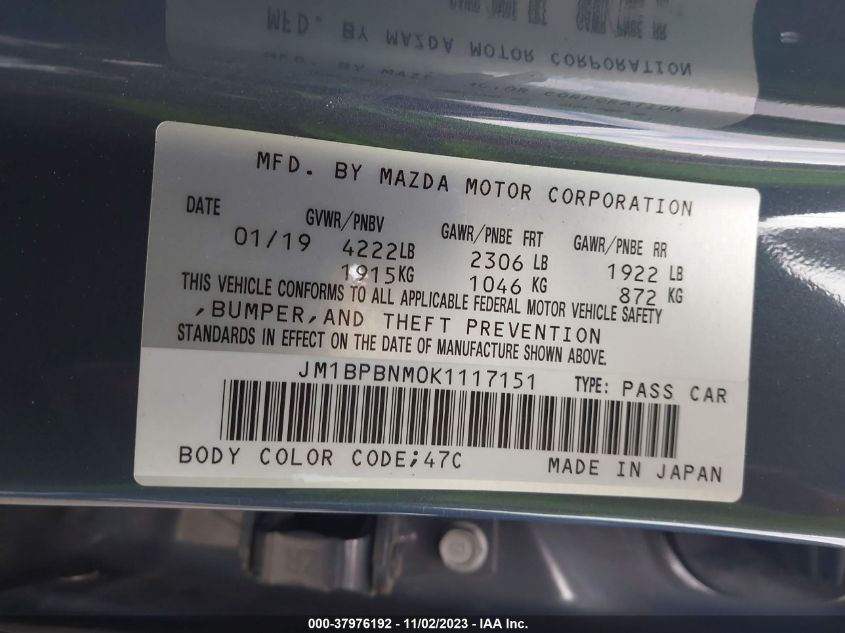 MFD. BY MAZDA MOTOR CORPORATION
DATE GVWR/PNBV GAWR/PNBE FRT GAWR/PNBE RR
01/19 4222LB 2306 LB 1922 LB
1915KG 1046 KG 872 KG
THIS VEHICLE CONFORMS TO ALL APPLICABLE FEDERAL MOTOR VEHICLE SAFETY
,BUMPER,AND THEFT PREVENTION
STANDARDS IN EFFECT ON THE DATE OF MANUFACTURE SHOWN ABOVE.
JM1BPBNM0K1117151 TYPE: PASS CAR
BODY COLOR CODE;47C MADE IN JAPAN
000-37976192 - 11/02/2023 - IAA Inc.